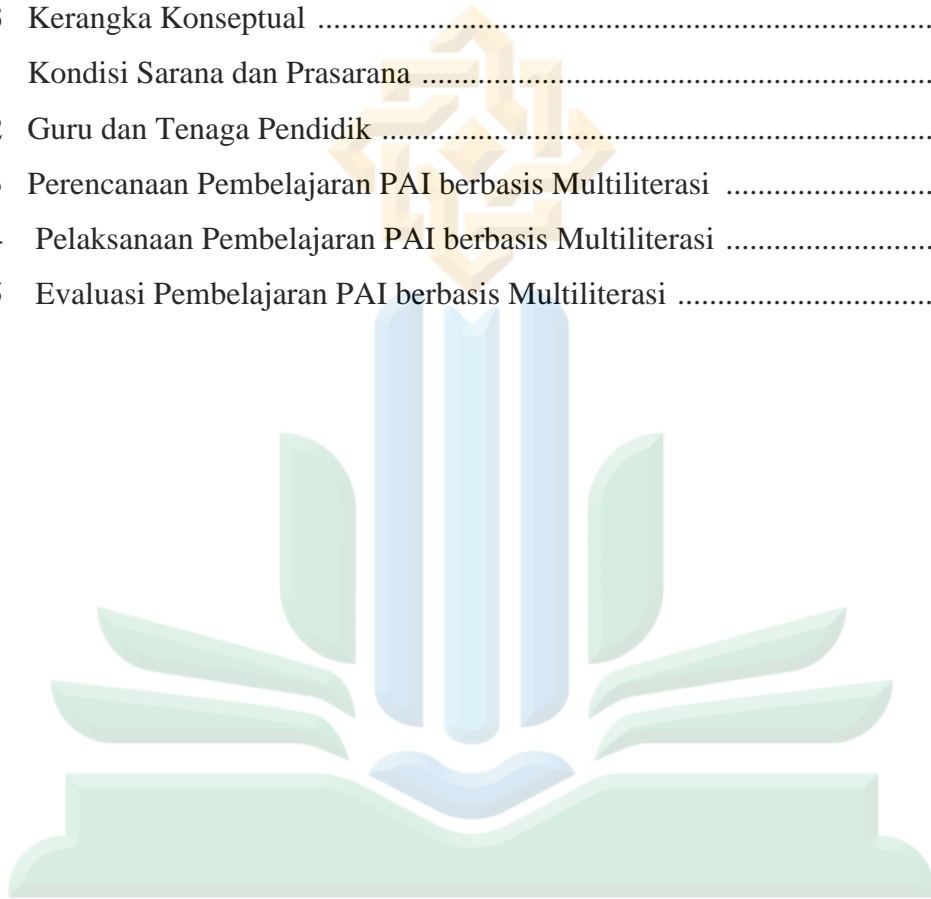 Kerangka Konseptual ................................................................................
Kondisi Sarana dan Prasarana ................................................................
Guru dan Tenaga Pendidik ......................................................................
Perencanaan Pembelajaran PAI berbasis Multiliterasi ..........................
Pelaksanaan Pembelajaran PAI berbasis Multiliterasi ..........................
Evaluasi Pembelajaran PAI berbasis Multiliterasi ................................